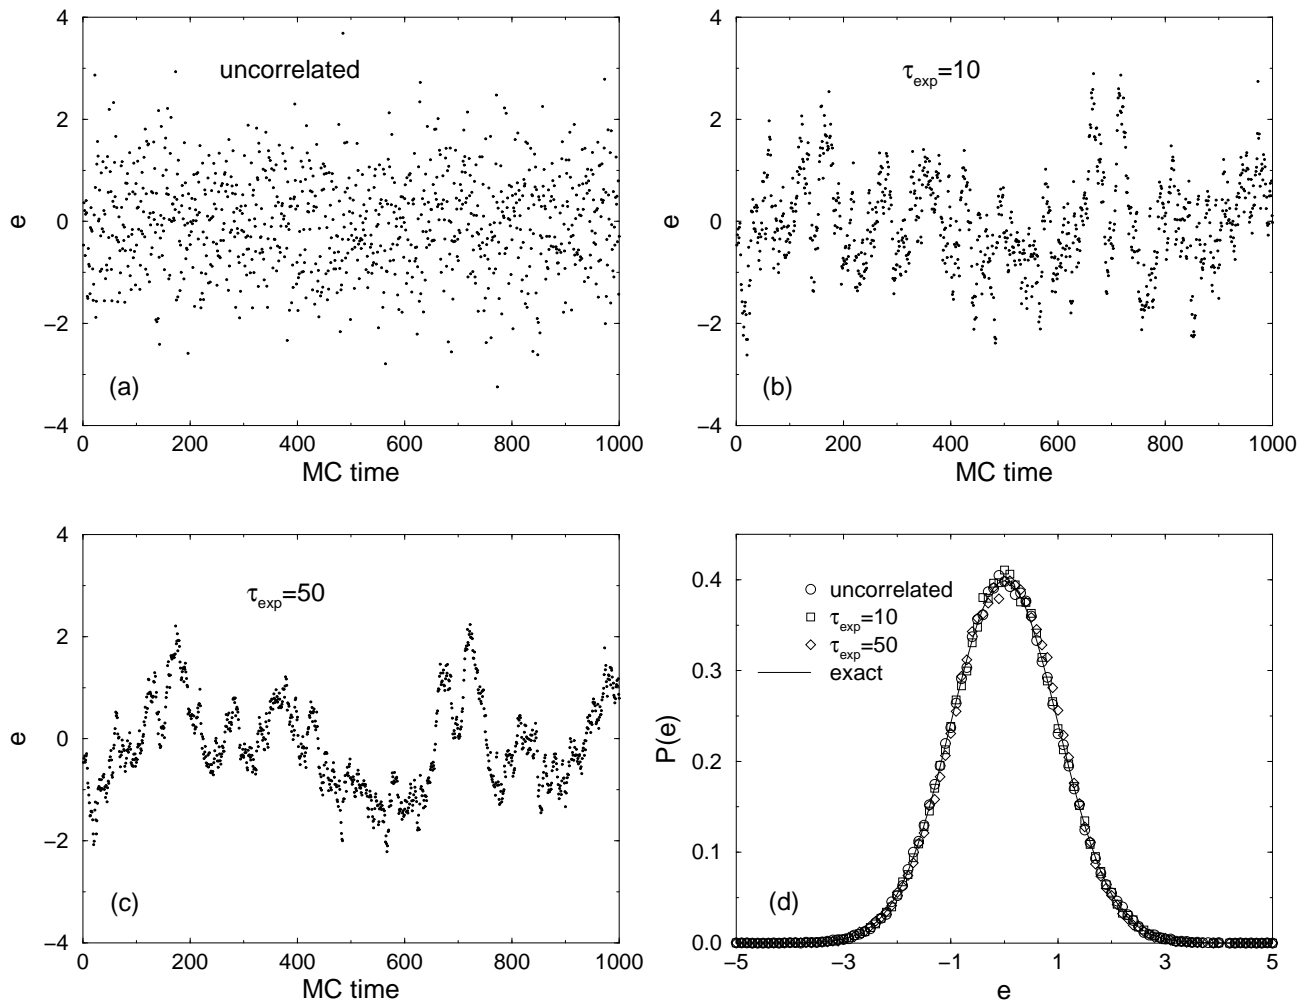 4
2
0
−2
−4
e
uncorrelated
(a)
0 200 400 600 800 1000
MC time
4
2
0
−2
−4
e
τexp=10
(b)
0 200 400 600 800 1000
MC time
4
2
0
−2
−4
e
τexp=50
(c)
0 200 400 600 800 1000
MC time
0.4
0.3
0.2
0.1
0.0
P(e)
uncorrelated
τexp=10
τexp=50
exact
(d)
−5 −3 −1 1 3 5
e